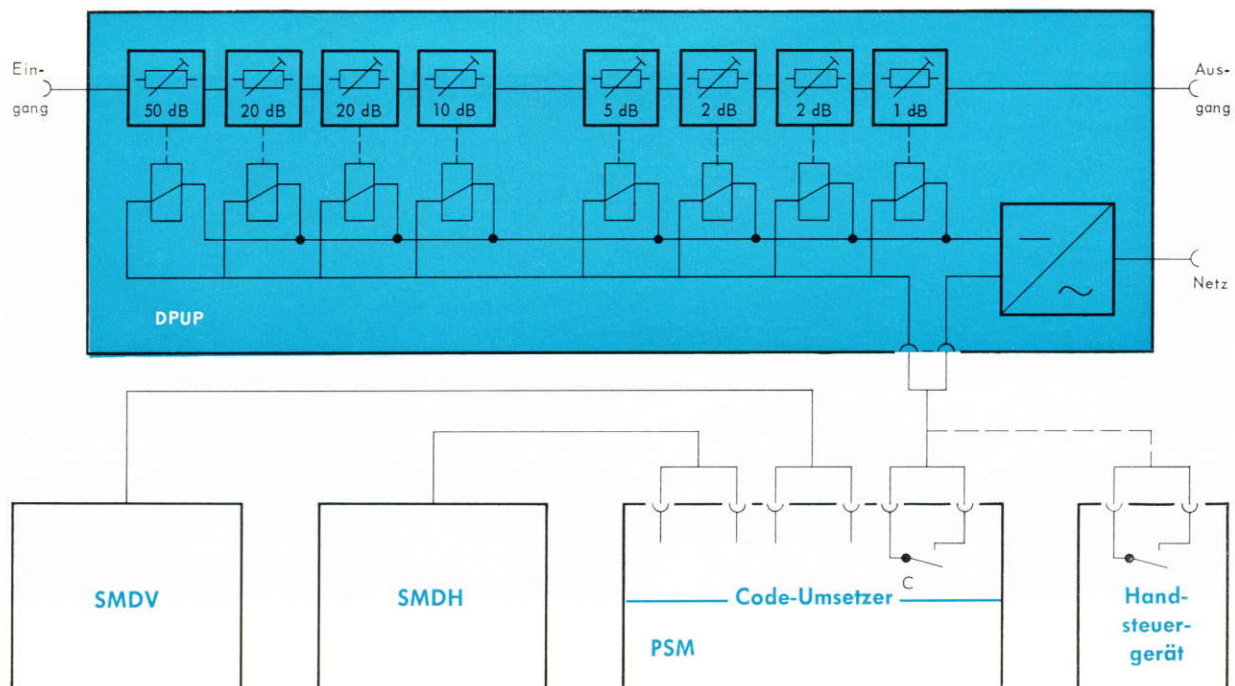 Ein-
gang
50 dB
20 dB
20 dB
10 dB
5 dB
2 dB
2 dB
1 dB
Aus-
gang
Netz
DPUP
SMDV
SMDH
C
Code-Umsetzer
PSM
Hand-
steuer-
gerät